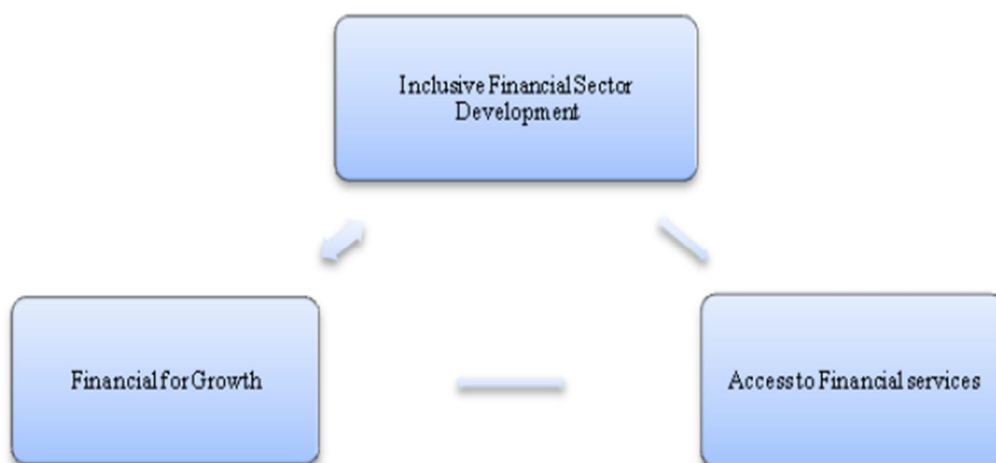 Inclusive Financial Sector
Development
Financial for Growth
Access to Financial services